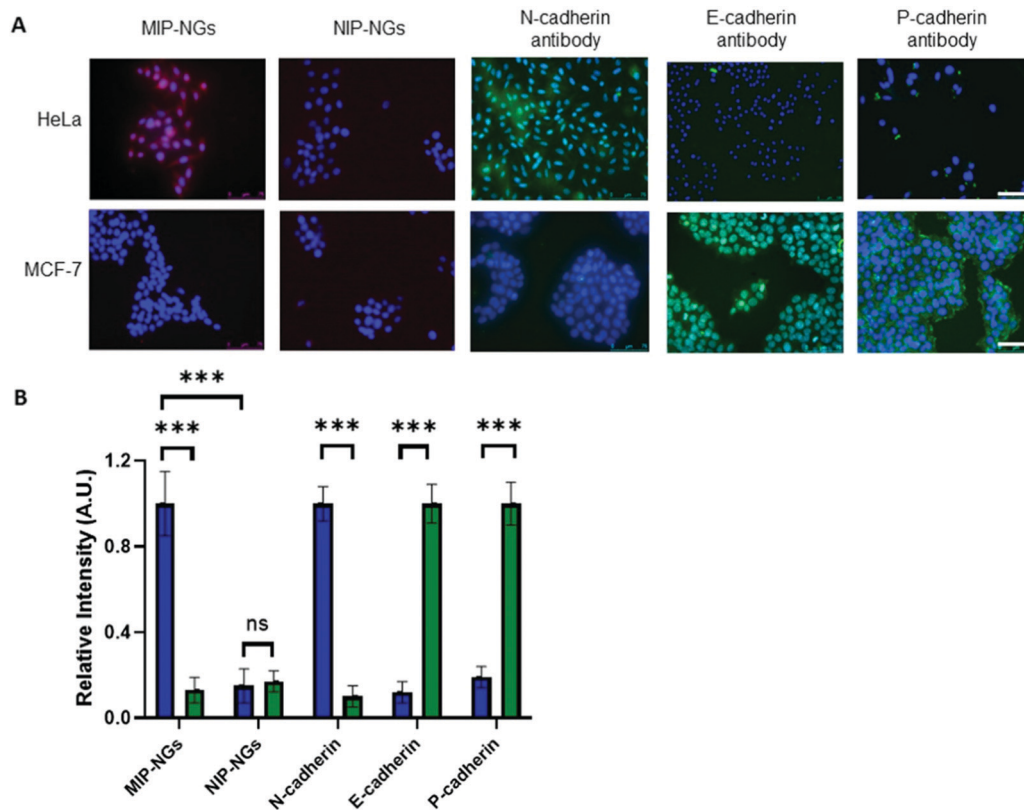 A
MIP-NGs
NIP-NGs
N-cadherin
antibody
E-cadherin
antibody
P-cadherin
antibody
HeLa
MCF-7
B
***
*** *** *** ***
ns
Relative Intensity (A.U.)
1.2
0.8
0.4
0.0
MIP-NGs
NIP-NGs
N-cadherin
E-cadherin
P-cadherin